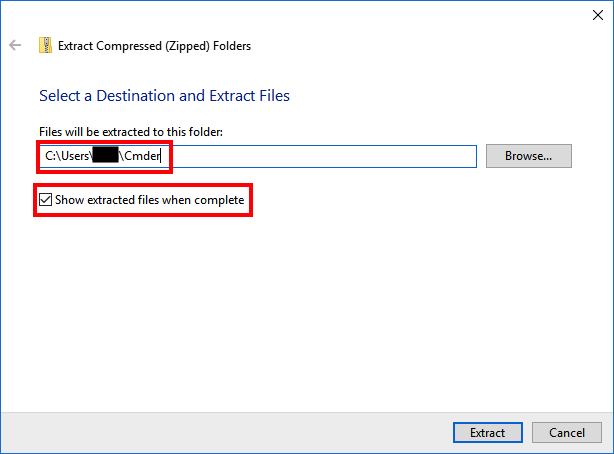 Extract Compressed (Zipped) Folders
Select a Destination and Extract Files
Files will be extracted to this folder:
C:\Users\ \Cmder
Browse...
Show extracted files when complete
Extract
Cancel